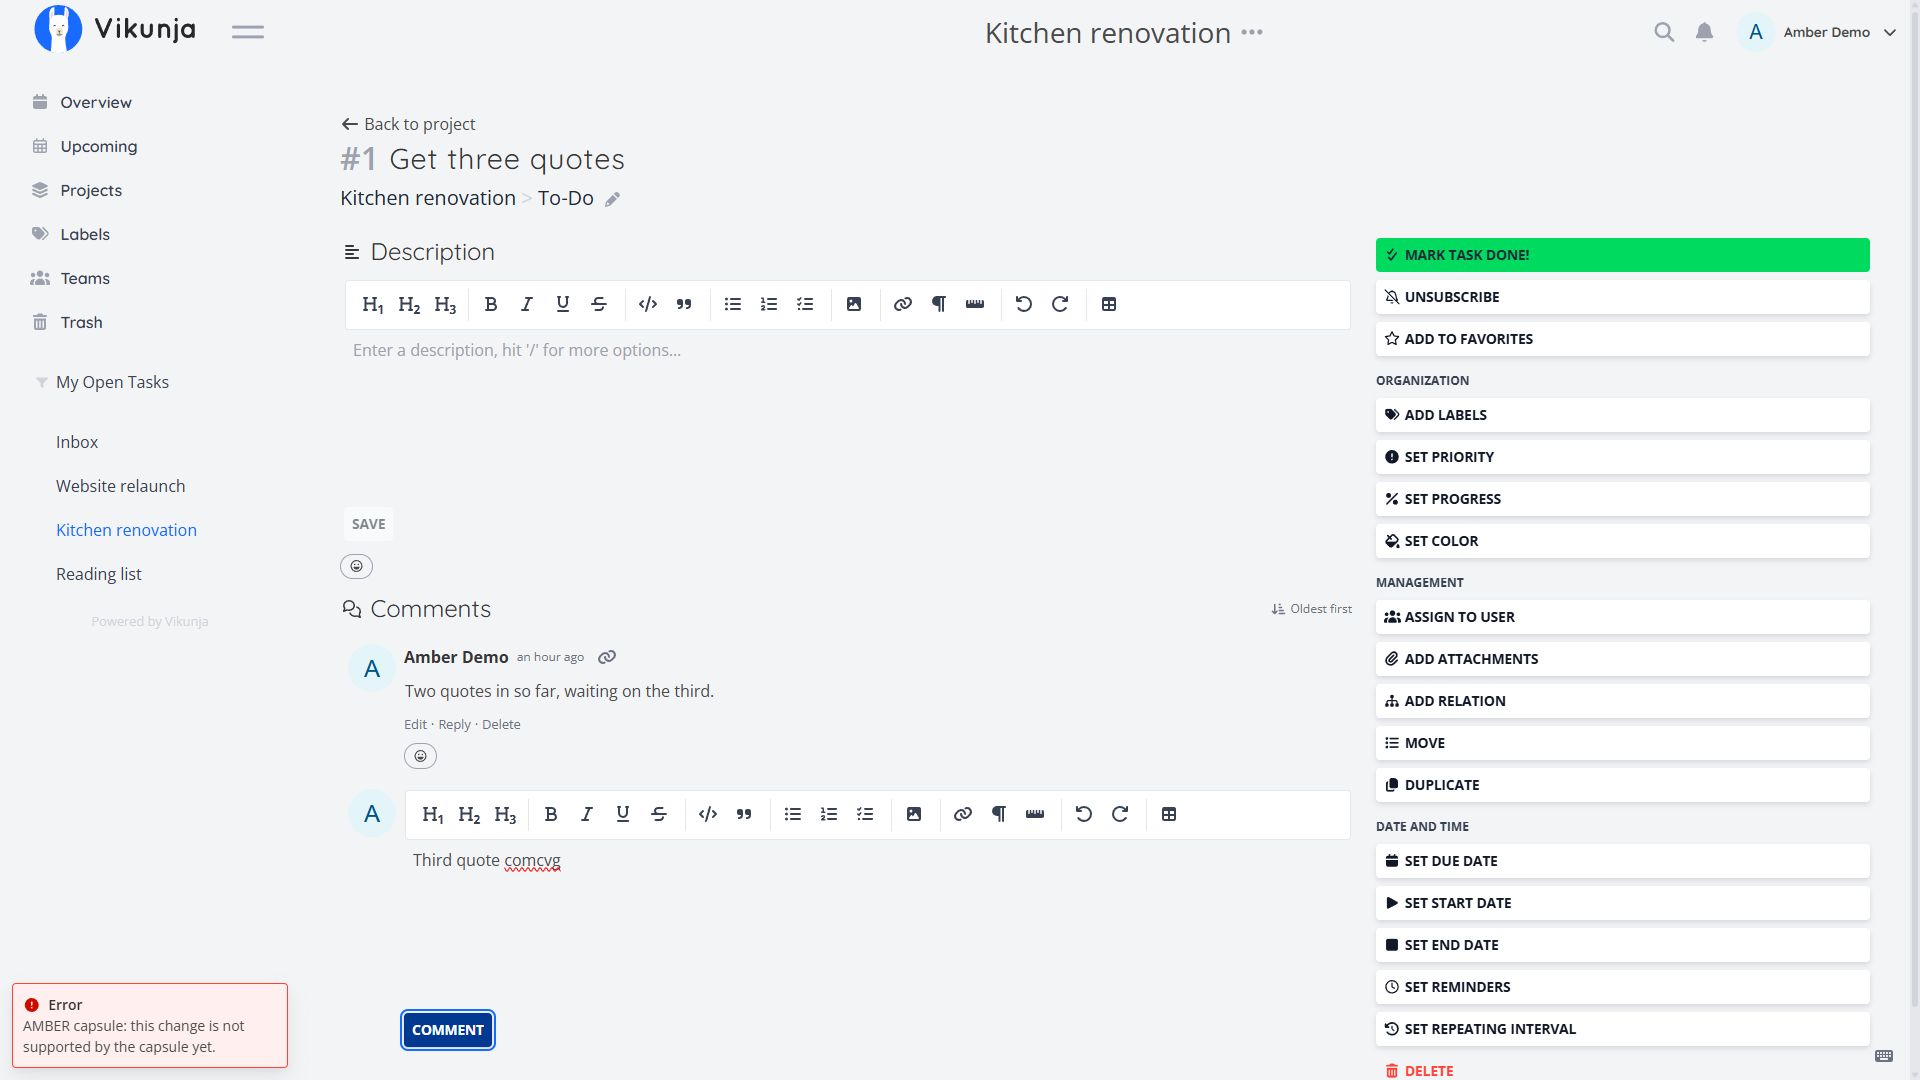 Vikunja
Kitchen renovation
A
Amber Demo
Overview
Upcoming
Projects
Labels
Teams
Trash
My Open Tasks
Inbox
Website relaunch
Kitchen renovation
Reading list
Powered by Vikunja
Back to project
#1 Get three quotes
Kitchen renovation > To-Do
Description
H1 H2 H3 B I U S
Enter a description, hit '/' for more options...
SAVE
Comments
Oldest first
A
Amber Demo an hour ago
Two quotes in so far, waiting on the third.
Edit · Reply · Delete
A
H1 H2 H3 B I U S
Third quote comcvg
COMMENT
MARK TASK DONE!
UNSUBSCRIBE
ADD TO FAVORITES
ORGANIZATION
ADD LABELS
SET PRIORITY
SET PROGRESS
SET COLOR
MANAGEMENT
ASSIGN TO USER
ADD ATTACHMENTS
ADD RELATION
MOVE
DUPLICATE
DATE AND TIME
SET DUE DATE
SET START DATE
SET END DATE
SET REMINDERS
SET REPEATING INTERVAL
DELETE
Error
AMBER capsule: this change is not
supported by the capsule yet.